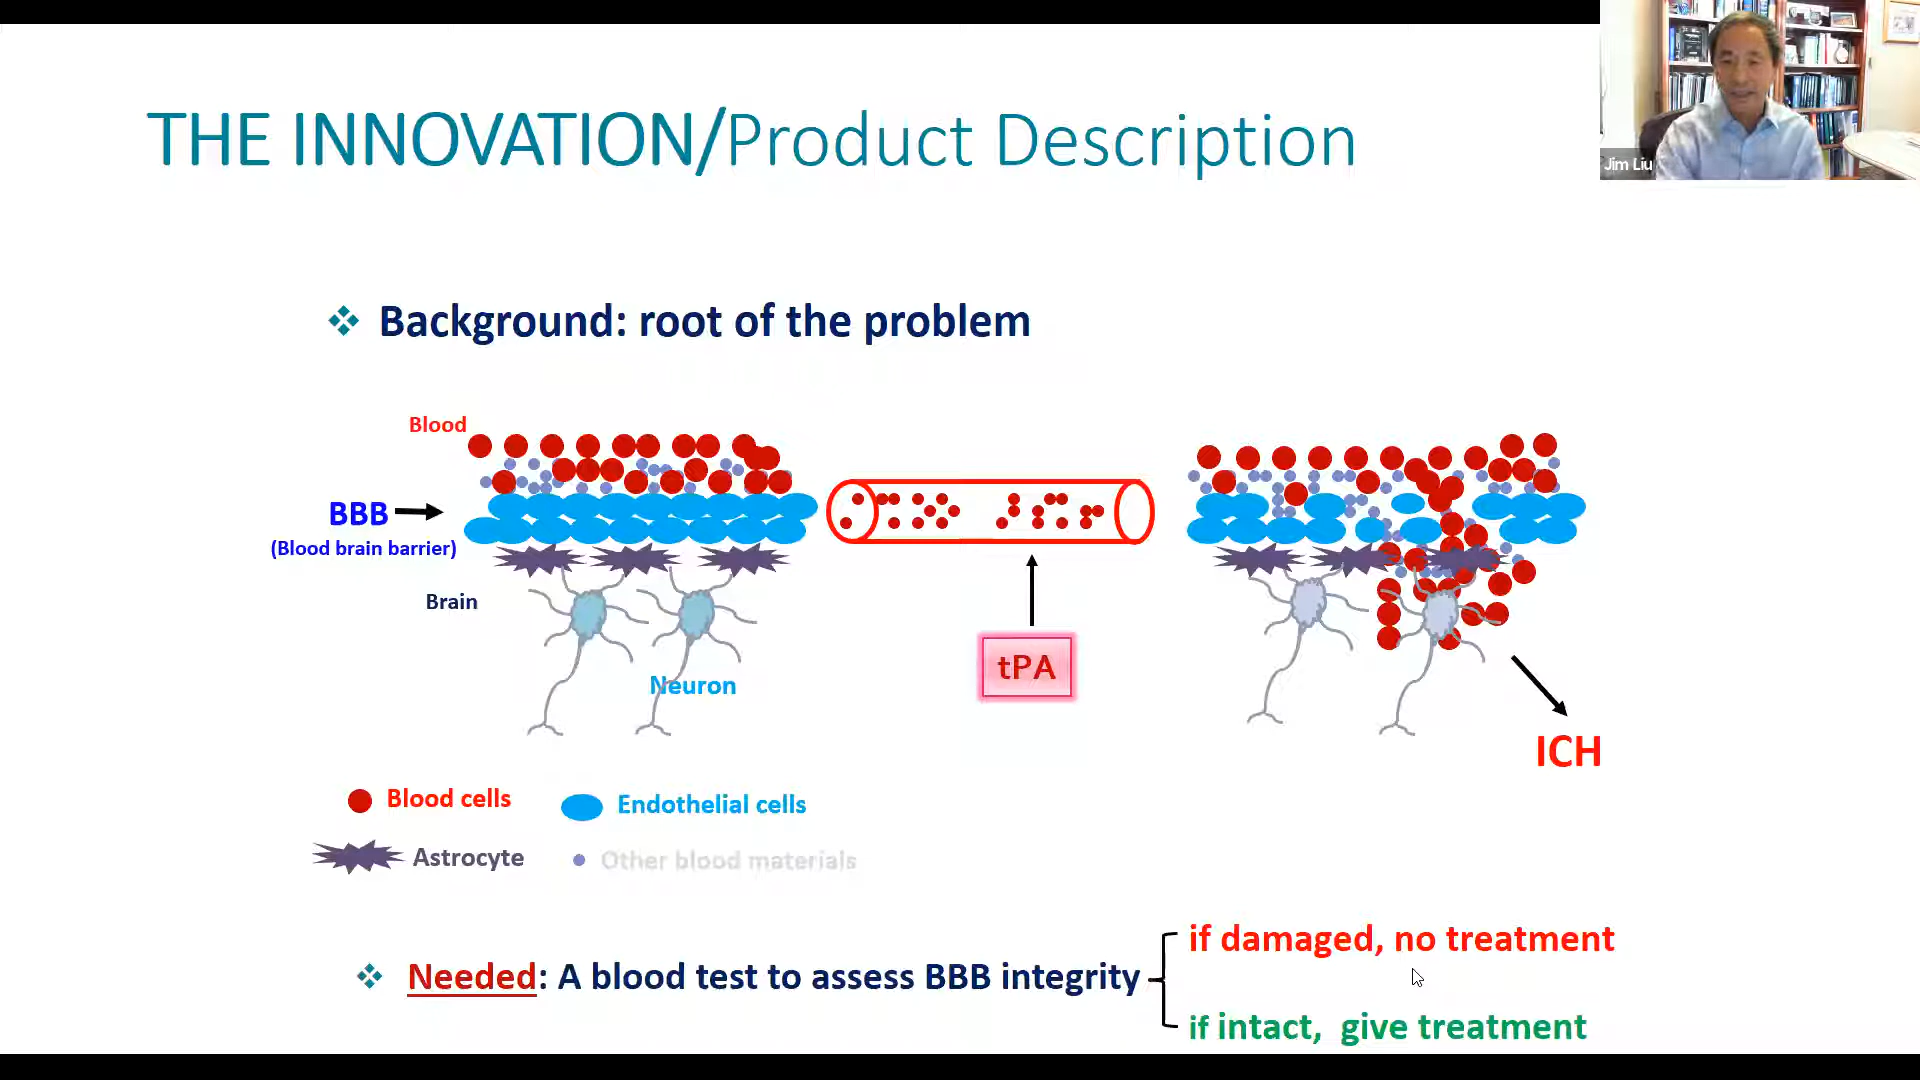 THE INNOVATION/Product Description
Jim Liu
Background: root of the problem
Blood
BBB
(Blood brain barrier)
Brain
Neuron
tPA
ICH
Blood cells
Endothelial cells
Astrocyte
Other blood materials
Needed: A blood test to assess BBB integrity
if damaged, no treatment
if intact, give treatment